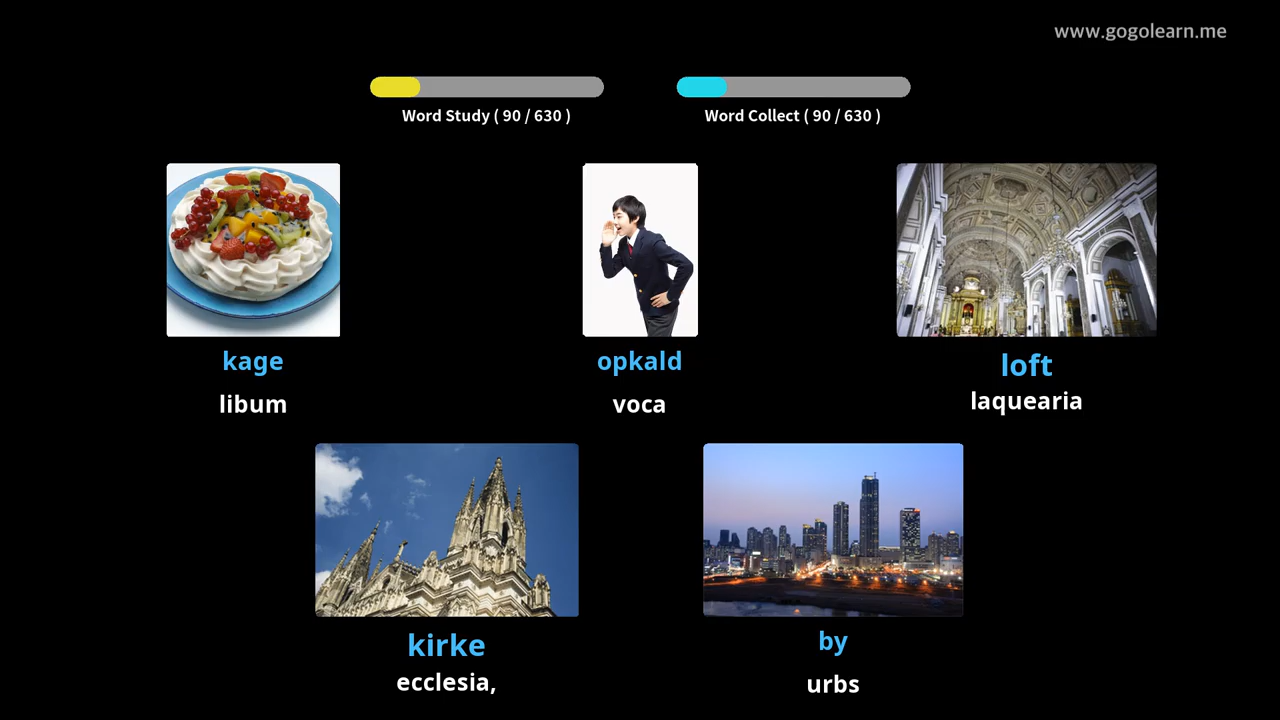 www.gogolearn.me
Word Study ( 90 / 630 )
Word Collect ( 90 / 630 )
kage
libum
opkald
voca
loft
laquearia
kirke
ecclesia,
by
urbs